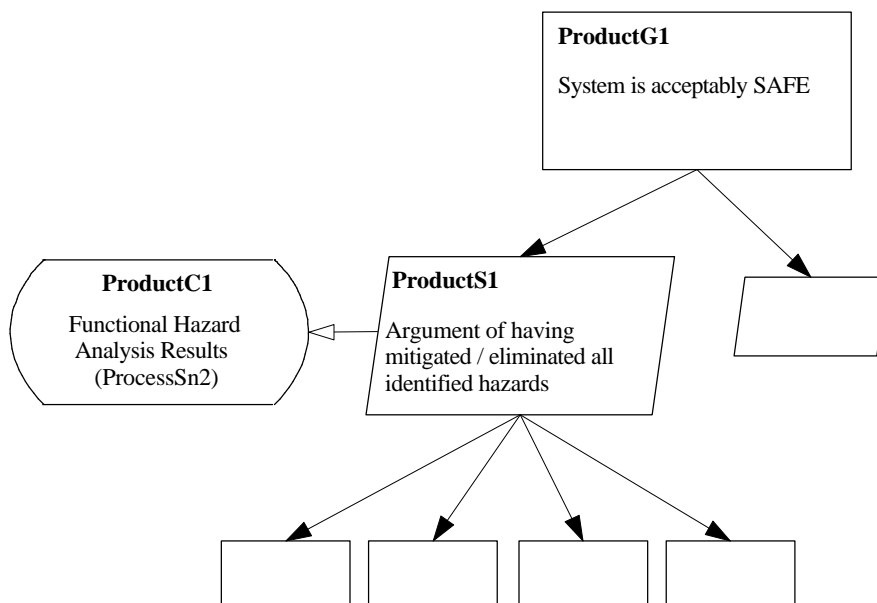 ProductG1
System is acceptably SAFE
ProductC1
Functional Hazard
Analysis Results
(ProcessSn2)
ProductS1
Argument of having
mitigated / eliminated all
identified hazards